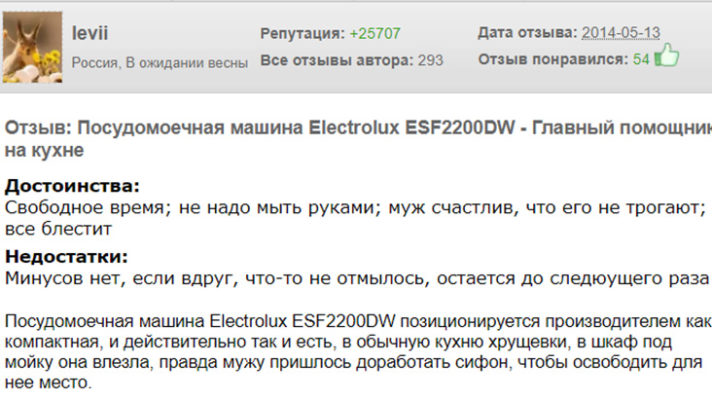 levii
Россия, В ожидании весны
Репутация: +25707
Все отзывы автора: 293
Дата отзыва: 2014-05-13
Отзыв понравился: 54
Отзыв: Посудомоечная машина Electrolux ESF2200DW - Главный помощник
на кухне
Достоинства:
Свободное время; не надо мыть руками; муж счастлив, что его не трогают;
все блестит
Недостатки:
Минусов нет, если вдруг, что-то не отмылось, остается до следюущего раза
Посудомоечная машина Electrolux ESF2200DW позиционируется производителем как
компактная, и действительно так и есть, в обычную кухню хрущевки, в шкаф под
мойку она влезла, правда мужу пришлось доработать сифон, чтобы освободить для
нее место.